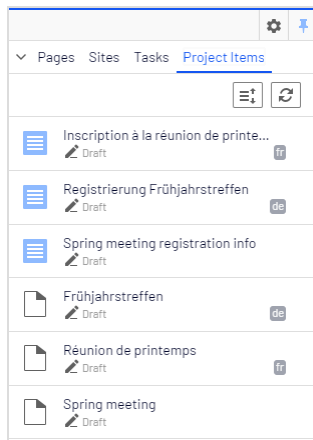 Pages Sites Tasks Project Items
Inscription à la réunion de printe...
Draft
fr
Registrierung Frühjahrstreffen
Draft
de
Spring meeting registration info
Draft
Frühjahrstreffen
Draft
de
Réunion de printemps
Draft
fr
Spring meeting
Draft